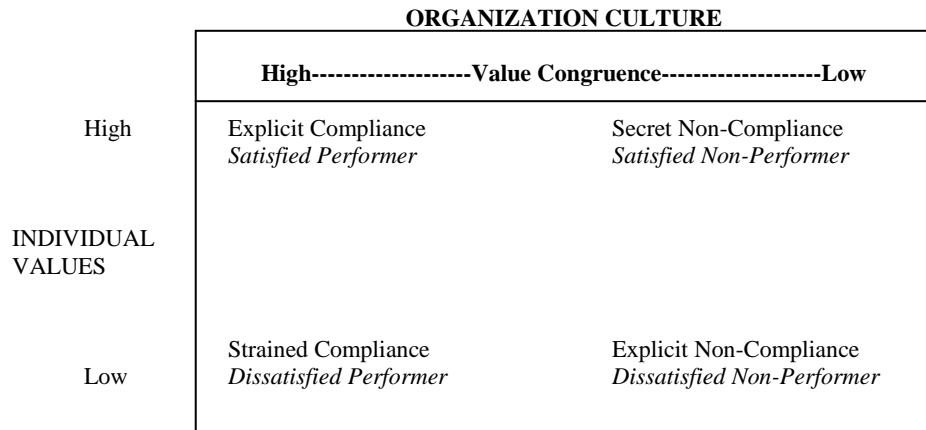 ORGANIZATION CULTURE
High--------------------Value Congruence--------------------Low
High Explicit Compliance Secret Non-Compliance
Satisfied Performer Satisfied Non-Performer
INDIVIDUAL
VALUES
Strained Compliance Explicit Non-Compliance
Low Dissatisfied Performer Dissatisfied Non-Performer